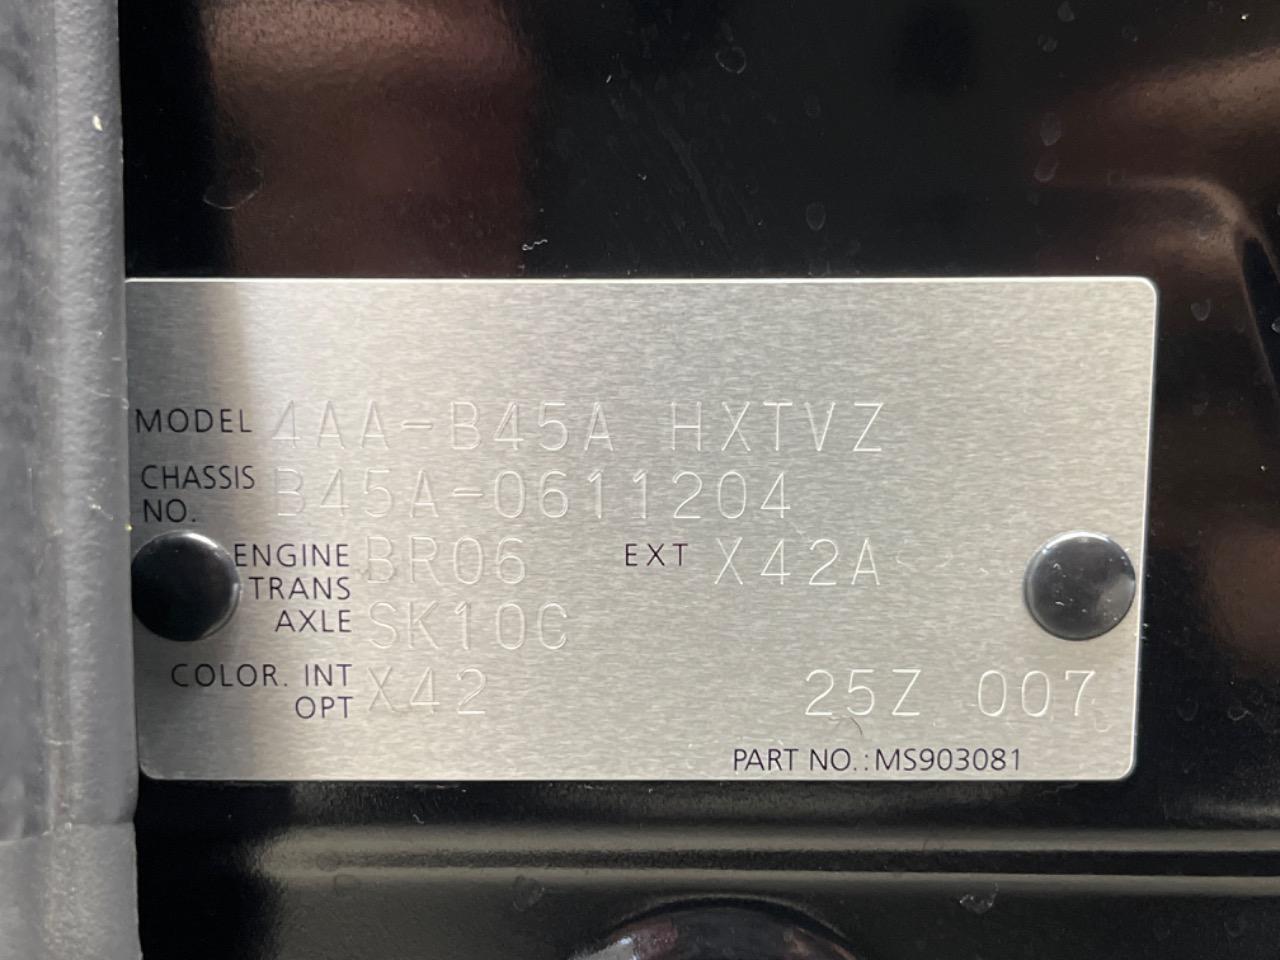 MODEL 4AA-B45A HXTVZ
CHASSIS NO. B45A-0611204
ENGINE BR06 EXT X42A
TRANS AXLE SK10C
COLOR. INT OPT X42 25Z 007
PART NO.: MS903081